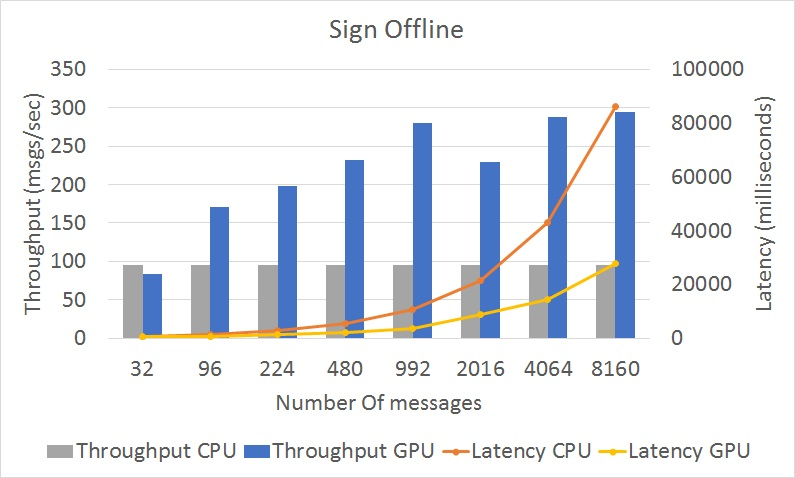 Sign Offline
350
300
250
200
150
100
50
0
Throughput (msgs/sec)
100000
80000
60000
40000
20000
0
Latency (milliseconds)
32 96 224 480 992 2016 4064 8160
Number Of messages
Throughput CPU Throughput GPU Latency CPU Latency GPU